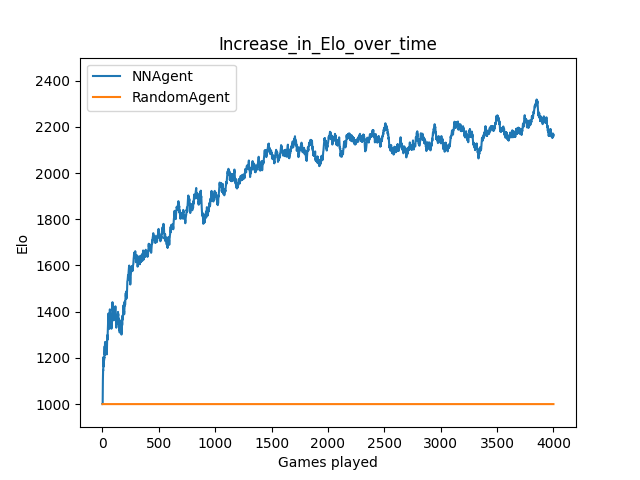 Increase_in_Elo_over_time
NNAgent
RandomAgent
2400
2200
2000
1800
1600
1400
1200
1000
Elo
0 500 1000 1500 2000 2500 3000 3500 4000
Games played